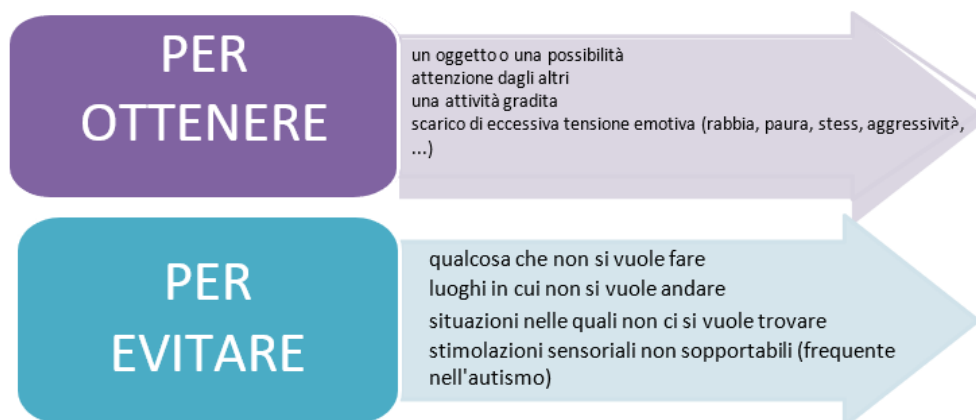 PER
OTTENERE
un oggetto o una possibilità
attenzione dagli altri
una attività gradita
scarico di eccessiva tensione emotiva (rabbia, paura, stress, aggressività,
...)
PER
EVITARE
qualcosa che non si vuole fare
luoghi in cui non si vuole andare
situazioni nelle quali non ci si vuole trovare
stimolazioni sensoriali non sopportabili (frequente
nell'autismo)